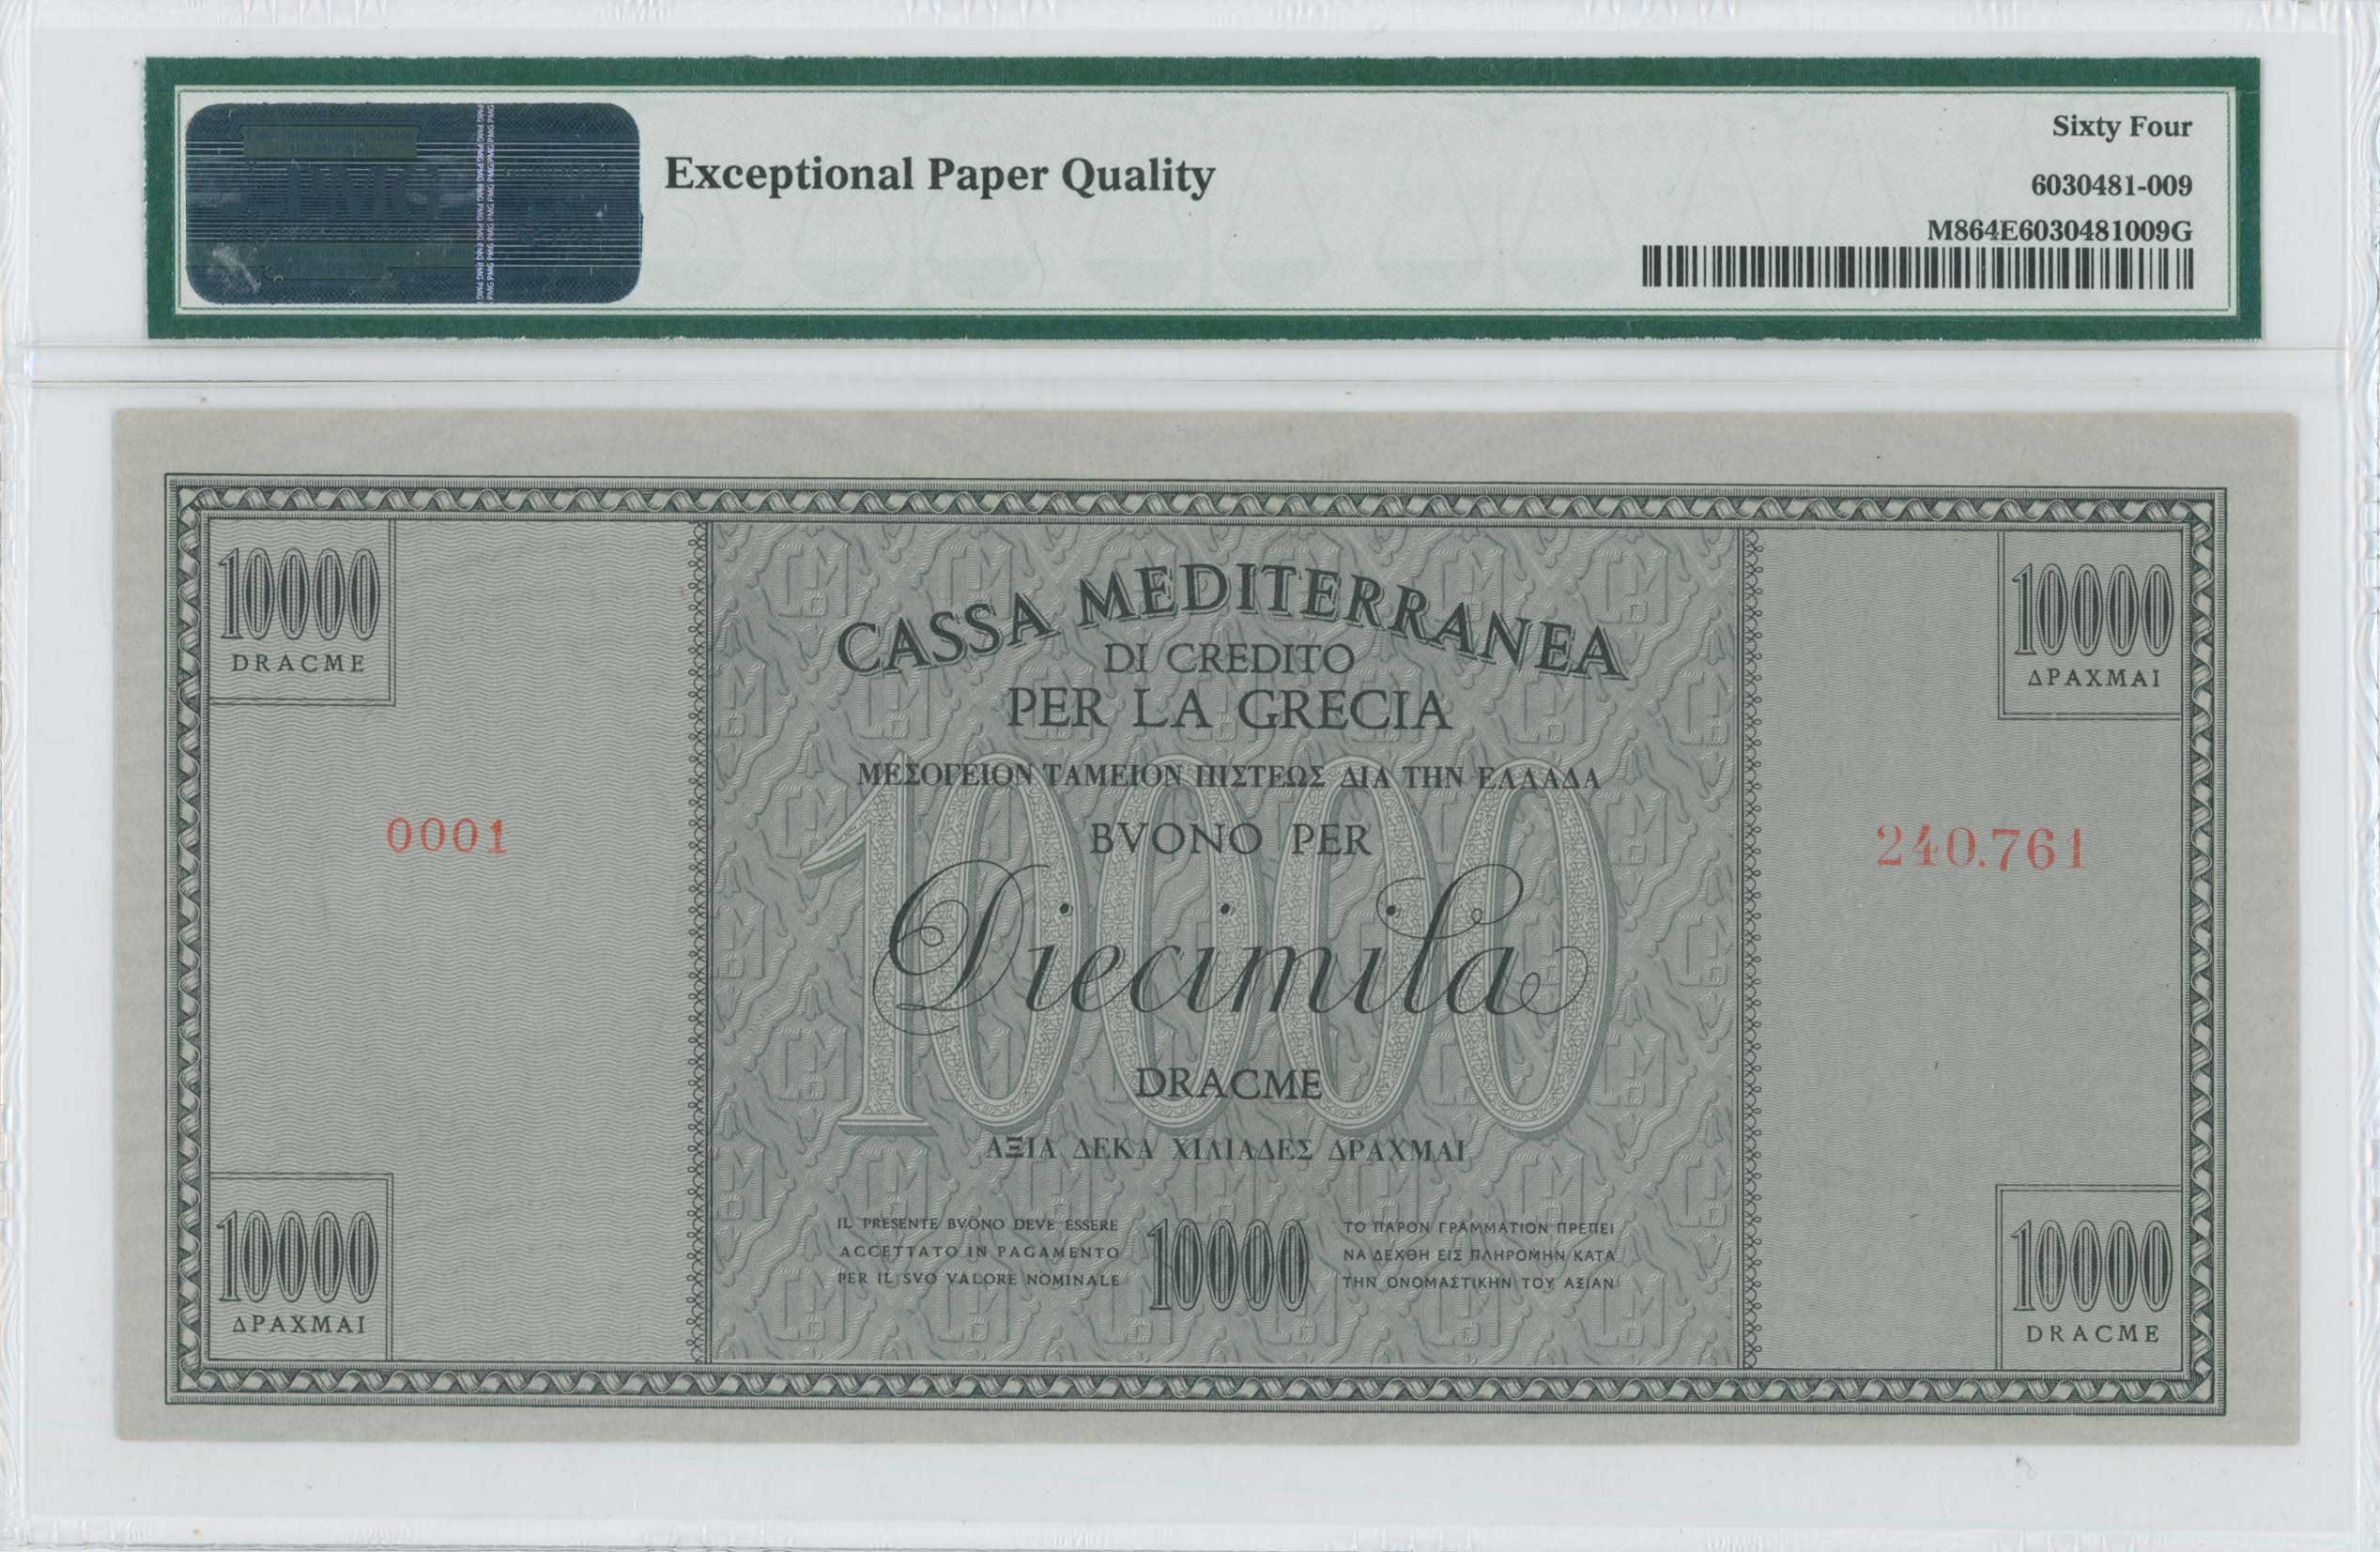 Exceptional Paper Quality
Sixty Four
6030481-009
M864E6030481009G
10000
DRACME
10000
ΔΡΑΧΜΑΙ
CASSA MEDITERRANEA
DI CREDITO
PER LA GRECIA
ΜΕΣΟΓΕΙΟΝ ΤΑΜΕΙΟΝ ΠΙΣΤΕΩΣ ΔΙΑ ΤΗΝ ΕΛΛΑΔΑ
BVONO PER
0001
240.761
10000
Diecimila
DRACME
ΑΞΙΑ ΔΕΚΑ ΧΙΛΙΑΔΕΣ ΔΡΑΧΜΑΙ
IL PRESENTE BVONO DEVE ESSERE
ACCETTATO IN PAGAMENTO
PER IL SVO VALORE NOMINALE
10000
ΤΟ ΠΑΡΟΝ ΓΡΑΜΜΑΤΙΟΝ ΠΡΕΠΕΙ
ΝΑ ΔΕΧΘΗ ΕΙΣ ΠΛΗΡΟΜΗΝ ΚΑΤΑ
ΤΗΝ ΟΝΟΜΑΣΤΙΚΗΝ ΤΟΥ ΑΞΙΑΝ
10000
ΔΡΑΧΜΑΙ
10000
DRACME